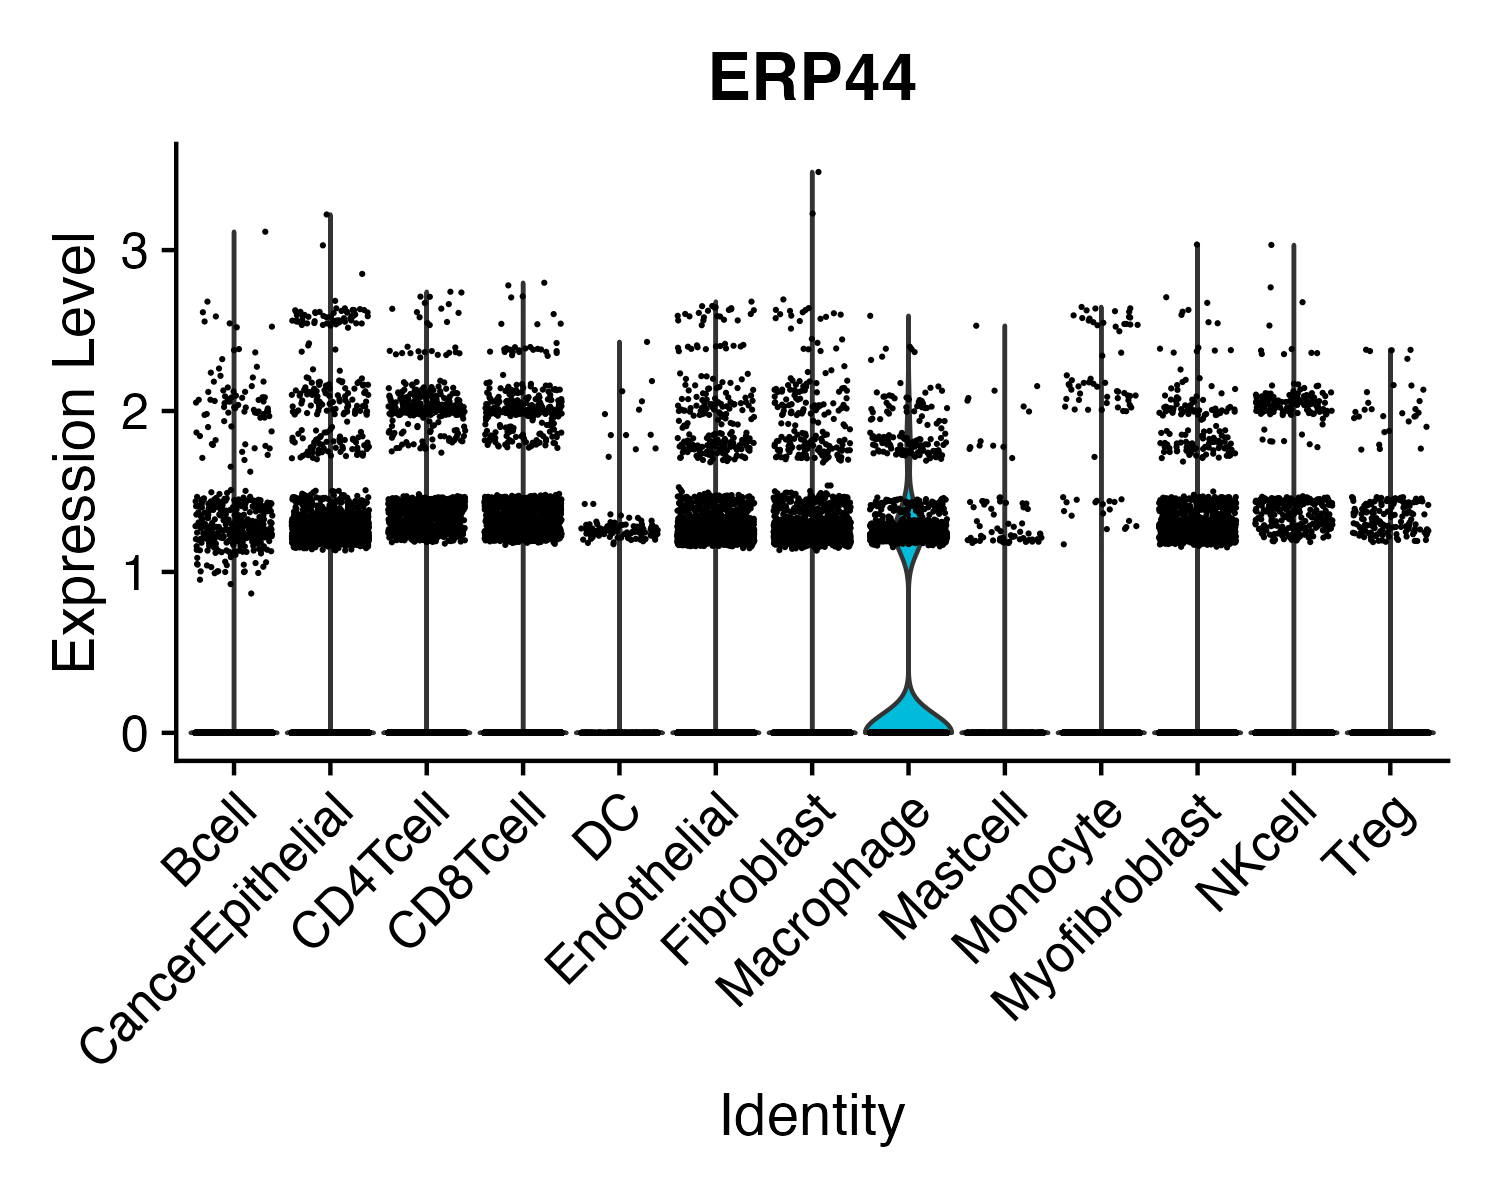 ERP44
Expression Level
3
2
1
0
Bcell
CancerEpithelial
CD4Tcell
CD8Tcell
DC
Endothelial
Fibroblast
Macrophage
Mastcell
Monocyte
Myofibroblast
NKcell
Treg
Identity